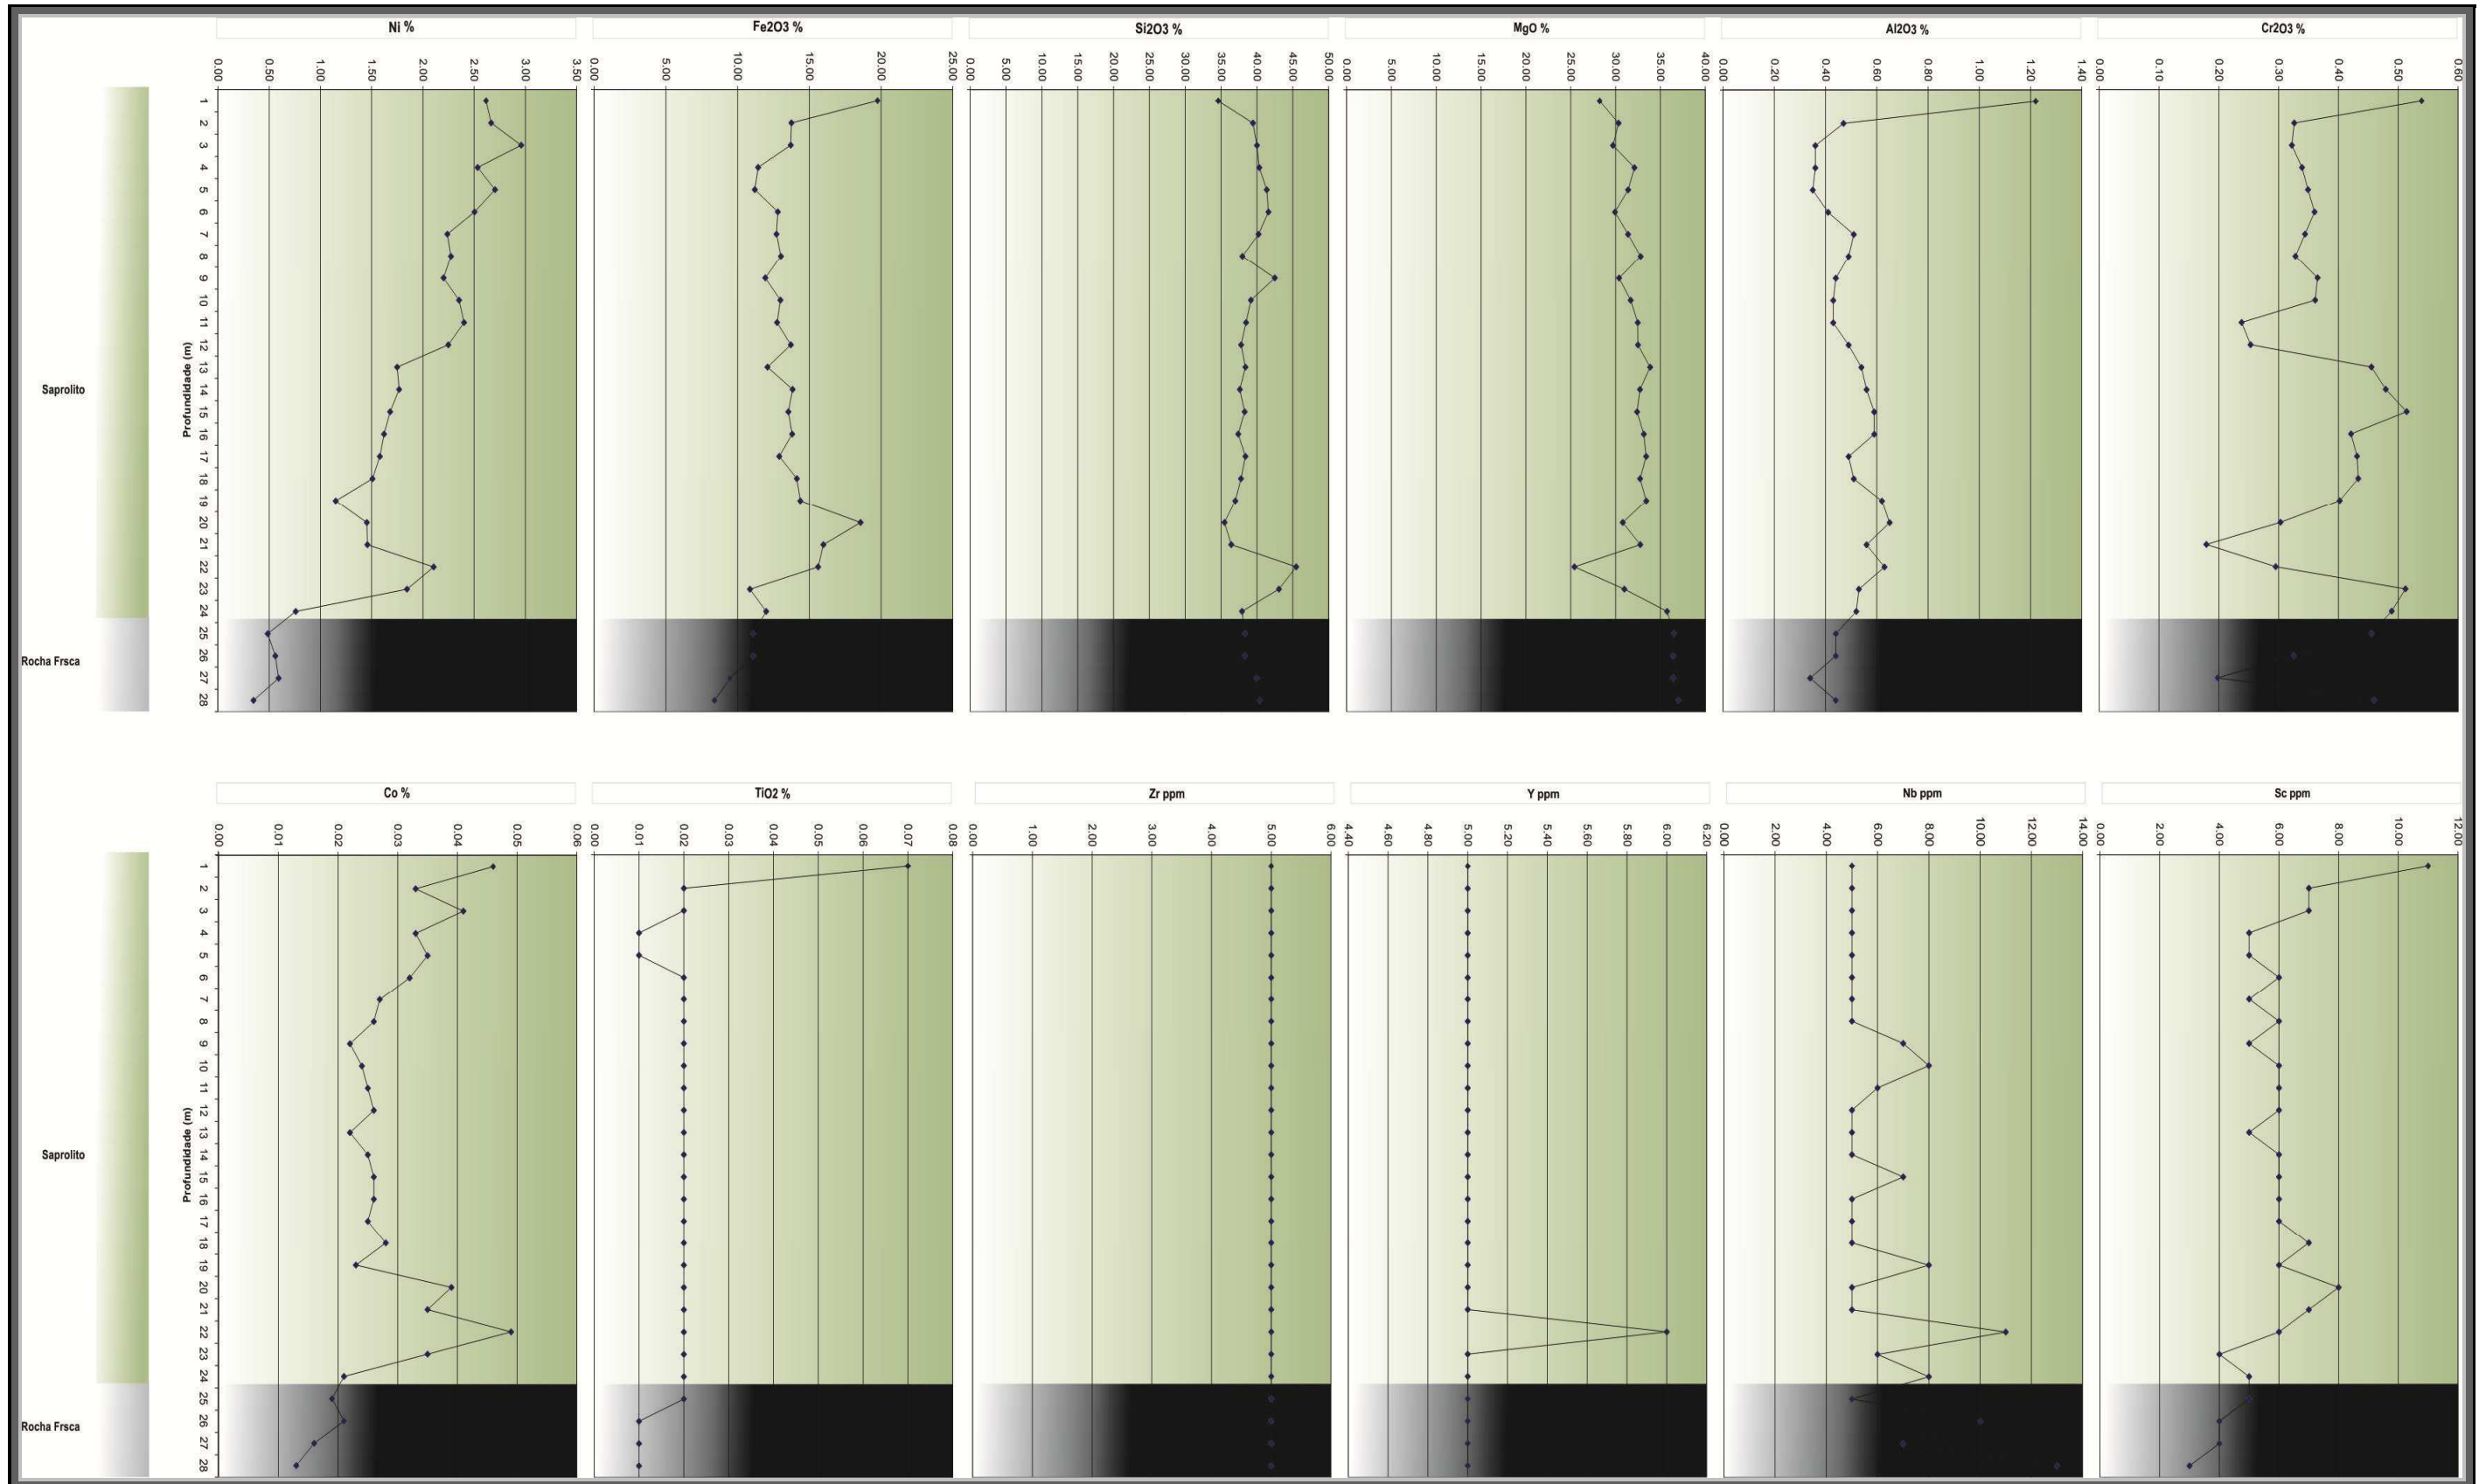 Ni %
Fe2O3 %
Si2O3 %
MgO %
Al2O3 %
Cr2O3 %
0.00 0.50 1.00 1.50 2.00 2.50 3.00 3.50
0.00 5.00 10.00 15.00 20.00 25.00
0.00 5.00 10.00 15.00 20.00 25.00 30.00 35.00 40.00 45.00 50.00
0.00 5.00 10.00 20.00 25.00 30.00 35.00 40.00
0.00 0.20 0.40 0.60 0.80 1.00 1.20 1.40
0.00 0.20 0.30 0.40 0.50 0.60
1 2 3 4 5 6 7 8 9 10 11 12 13 14 15 16 17 18 19 20 21 22 23 24 25 26 27 28
Profundidade (m)
Saprolito
Rocha Frsca
Co %
TiO2 %
Zr ppm
Y ppm
Nb ppm
Sc ppm
0.00 0.01 0.02 0.03 0.04 0.05 0.06
0.00 0.01 0.02 0.03 0.04 0.05 0.06 0.07 0.08
0.00 1.00 2.00 3.00 4.00 5.00 6.00
4.40 4.60 4.80 5.00 5.20 5.40 5.60 5.80 6.00 6.20
0.00 2.00 4.00 6.00 8.00 10.00 12.00 14.00
0.00 2.00 4.00 6.00 8.00 10.00 12.00
1 2 3 4 5 6 7 8 9 10 11 12 13 14 15 16 17 18 19 20 21 22 23 24 25 26 27 28
Profundidade (m)
Saprolito
Rocha Frsca